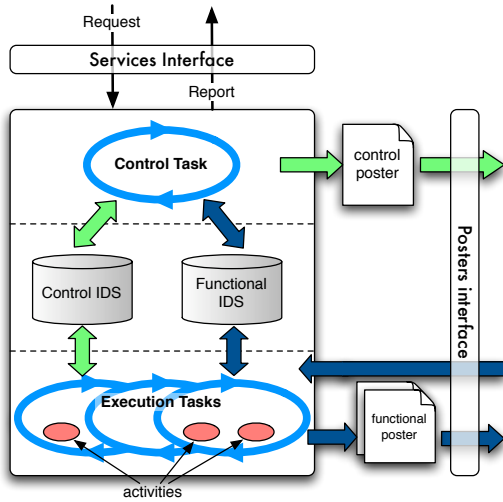 Request
Services Interface
Report
Control Task
control
poster
Posters interface
Control IDS
Functional
IDS
Execution Tasks
functional
poster
activities